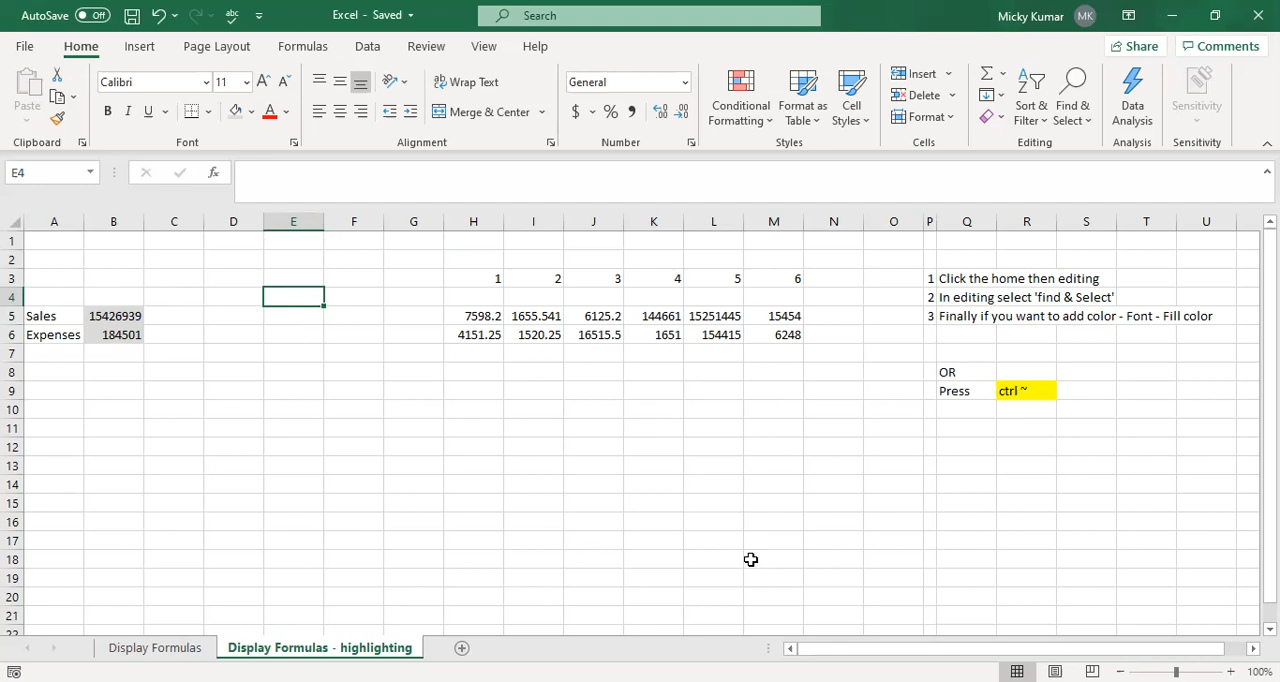 AutoSave Off Excel - Saved Search Micky Kumar MK
File Home Insert Page Layout Formulas Data Review View Help Share Comments
Paste Calibri 11 Wrap Text General Conditional Formatting Format as Table Cell Styles Insert Sort & Filter Find & Select Data Analysis Sensitivity
B I U Merge & Center $ % Delete
Format
Clipboard Font Alignment Number Styles Cells Editing Analysis Sensitivity
E4 fx
A B C D E F G H I J K L M N O P Q R S T U
1
2
3 1 2 3 4 5 6 1 Click the home then editing
4 2 In editing select 'find & Select'
5 Sales 15426939 7598.2 1655.541 6125.2 144661 15251445 15454 3 Finally if you want to add color - Font - Fill color
6 Expenses 184501 4151.25 1520.25 16515.5 1651 154415 6248
7
8 OR
9 Press ctrl ~
10
11
12
13
14
15
16
17
18
19
20
21
22
Display Formulas Display Formulas - highlighting
100%